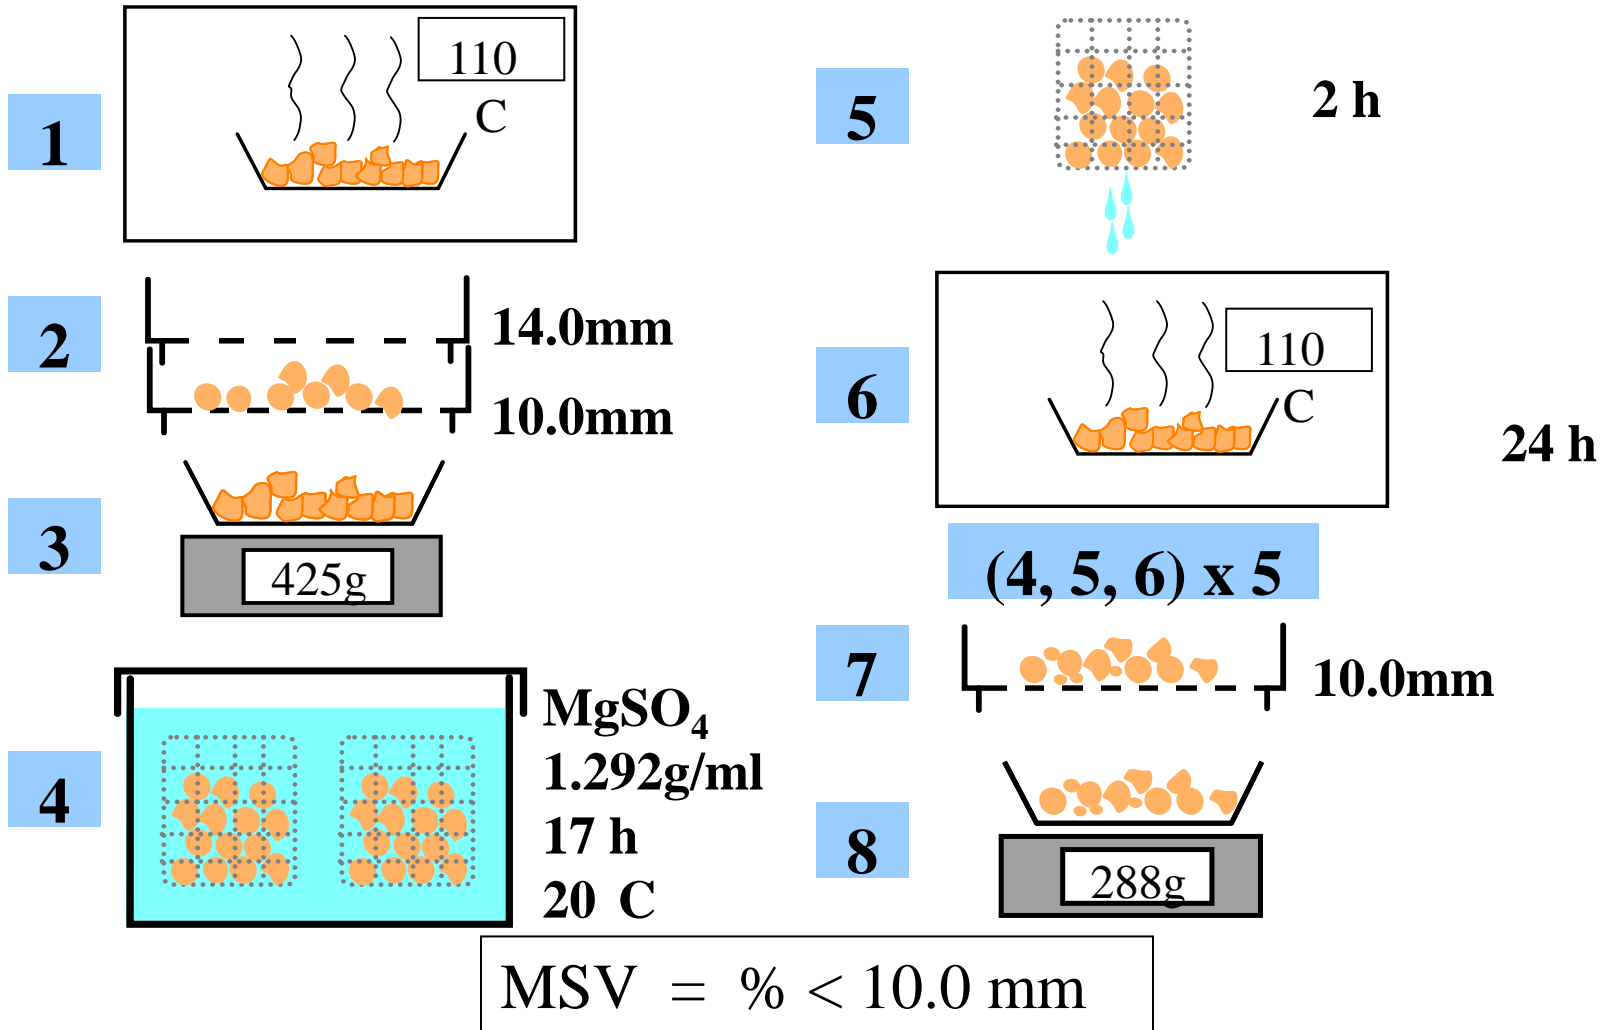 1
110
C
2
14.0mm
10.0mm
3
425g
4
MgSO₄
1.292g/ml
17 h
20 C
5
2 h
6
110
C
24 h
(4, 5, 6) x 5
7
10.0mm
8
288g
MSV = % < 10.0 mm